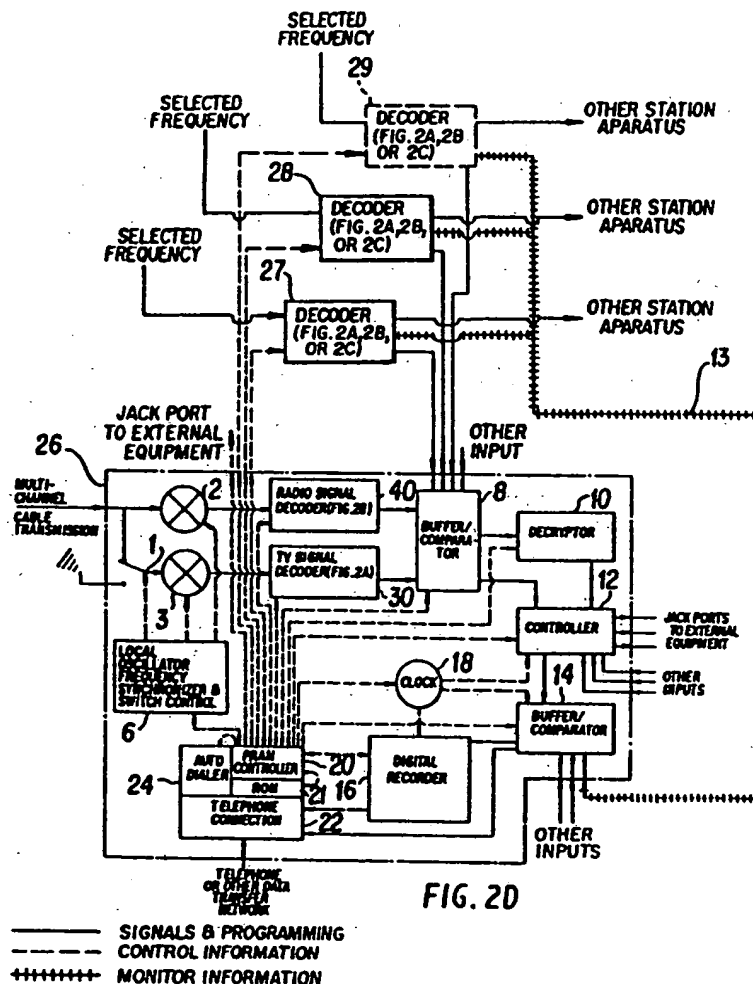 SELECTED
FREQUENCY
29
DECODER
(FIG. 2A,2B
OR 2C)
OTHER STATION
APARATUS
SELECTED
FREQUENCY
28
DECODER
(FIG. 2A,2B,
OR 2C)
OTHER STATION
APARATUS
SELECTED
FREQUENCY
27
DECODER
(FIG. 2A,2B,
OR 2C)
OTHER STATION
APARATUS
13
JACK PORT
TO EXTERNAL
EQUIPMENT
OTHER
INPUT
26
MULTI-
CHANNEL
CABLE
TRANSMISSION
2
RADIO SIGNAL
DECODER(FIG.2B)
40
8
BUFFER/
COMPARATOR
10
DECRYPTOR
1
3
TV SIGNAL
DECODER(FIG.2A)
30
12
CONTROLLER
JACK PORTS
TO EXTERNAL
EQUIPMENT
OTHER
INPUTS
LOCAL
OSCILLATOR
FREQUENCY
SYNCHRONIZER &
SWITCH CONTROL
6
18
CLOCK
14
BUFFER/COMPARATOR
24
AUTO
DIALER
PRAM
CONTROLLER
20
ROM
21
TELEPHONE
CONNECTION
22
16
DIGITAL
RECORDER
OTHER
INPUTS
TELEPHONE
OR OTHER DATA
TRANSFER
NETWORK
FIG. 2D
SIGNALS & PROGRAMMING
CONTROL INFORMATION
MONITOR INFORMATION